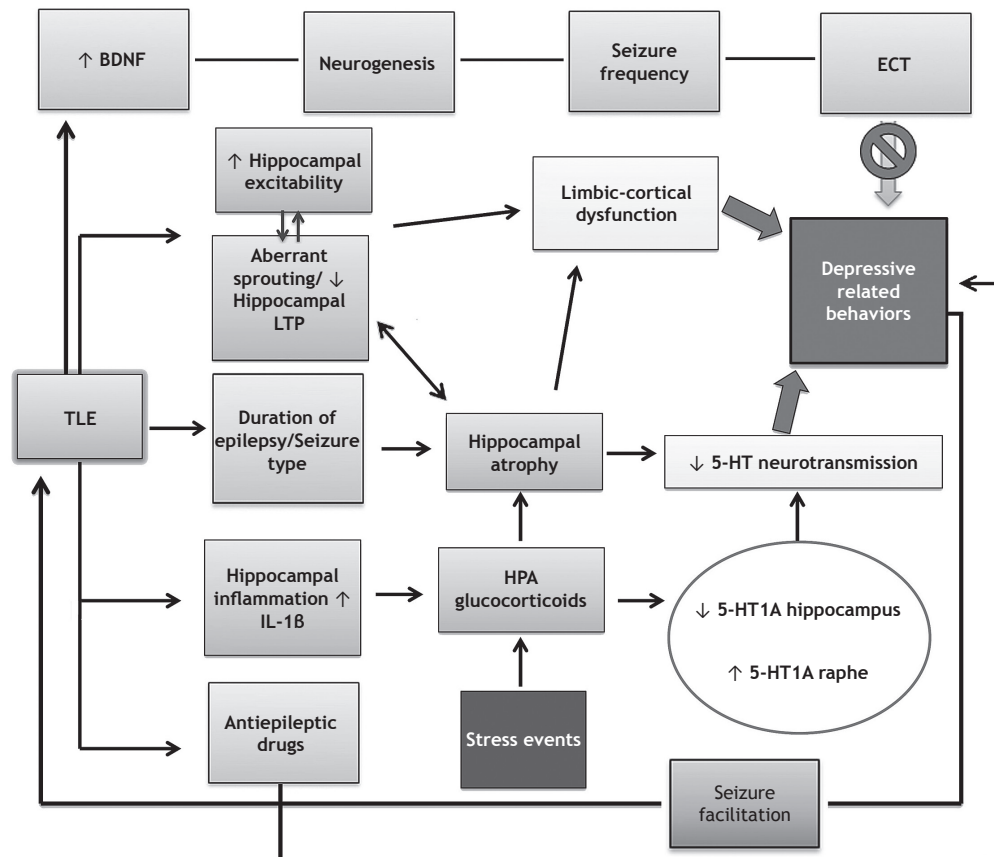 ↑ BDNF
Neurogenesis
Seizure
frequency
ECT
↑ Hippocampal
excitability
Limbic-cortical
dysfunction
Aberrant
sprouting/ ↓
Hippocampal
LTP
Depressive
related
behaviors
TLE
Duration of
epilepsy/Seizure
type
Hippocampal
atrophy
↓ 5-HT neurotransmission
Hippocampal
inflammation ↑
IL-1ß
HPA
glucocorticoids
↓ 5-HT1A hippocampus
↑ 5-HT1A raphe
Antiepileptic
drugs
Stress events
Seizure
facilitation